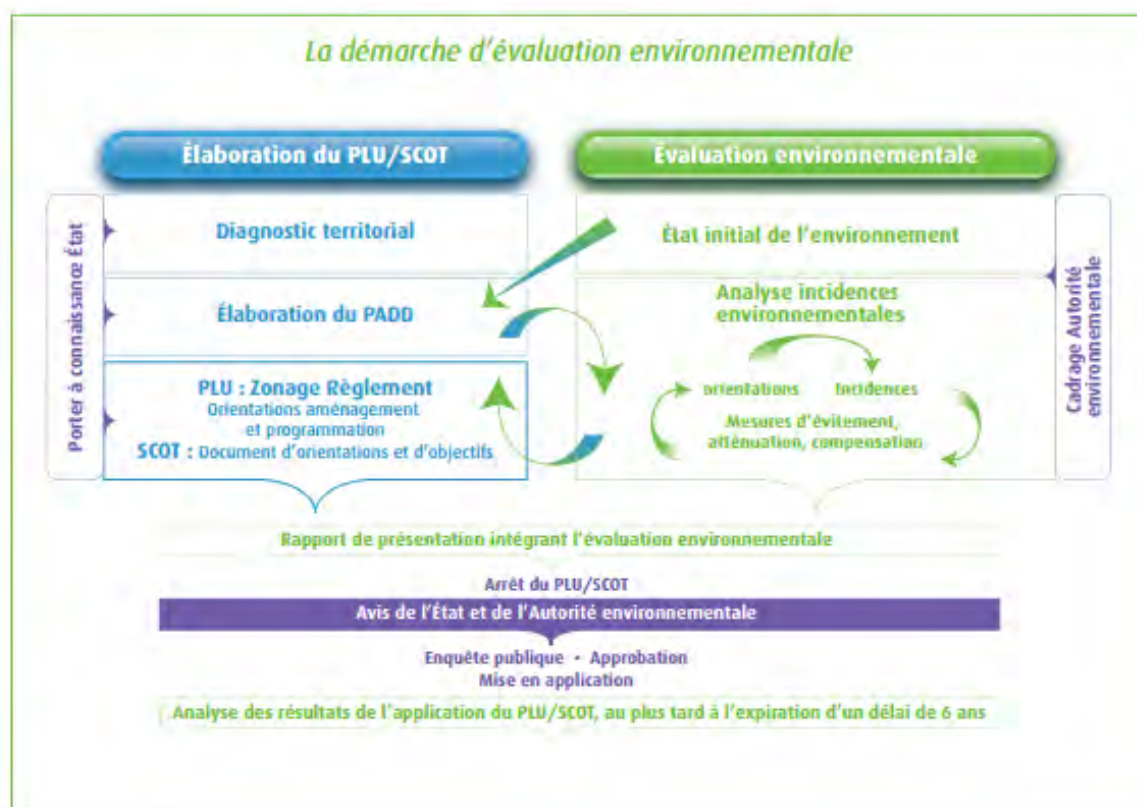 La démarche d'évaluation environnementale
Élaboration du PLU/SCOT
Évaluation environnementale
Porter à connaissance État
Diagnostic territorial
État initial de l'environnement
Cadrage Autorité
environnementale
Élaboration du PADD
Analyse incidences
environnementales
PLU : Zonage Règlement
Orientations aménagement
et programmation
SCOT : Document d'orientations et d'objectifs
orientations
Incidences
Mesures d'évitement,
atténuation, compensation
Rapport de présentation intégrant l'évaluation environnementale
Arrêt du PLU/SCOT
Avis de l'État et de l'Autorité environnementale
Enquête publique • Approbation
Mise en application
Analyse des résultats de l'application du PLU/SCOT, au plus tard à l'expiration d'un délai de 6 ans